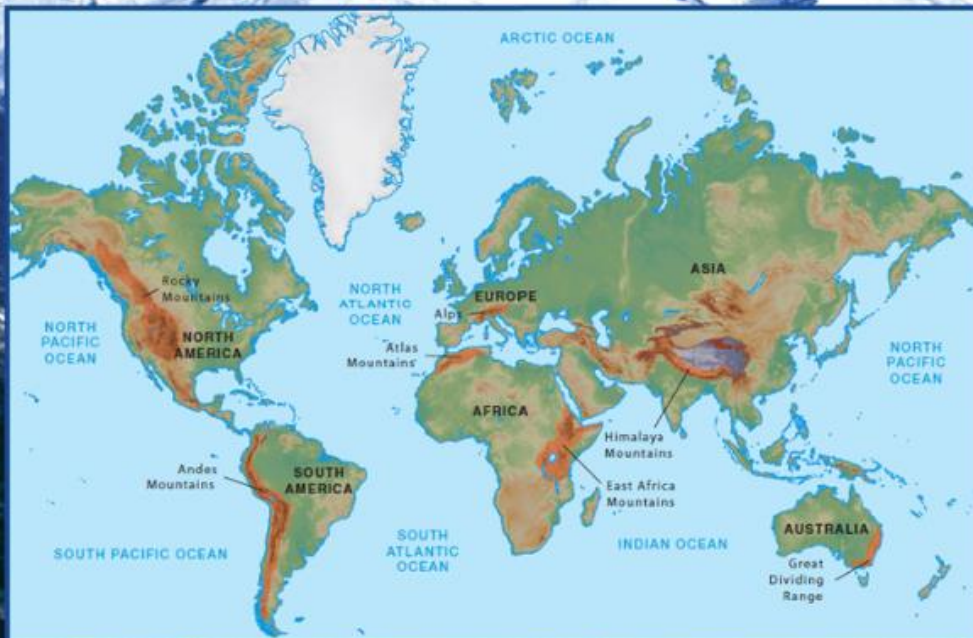 ARCTIC OCEAN
Rocky
Mountains
NORTH
PACIFIC
OCEAN
NORTH
AMERICA
NORTH
ATLANTIC
OCEAN
EUROPE
Alps
ASIA
Atlas
Mountains
NORTH
PACIFIC
OCEAN
AFRICA
Himalaya
Mountains
Andes
Mountains
SOUTH
AMERICA
East Africa
Mountains
SOUTH PACIFIC OCEAN
SOUTH
ATLANTIC
OCEAN
INDIAN OCEAN
AUSTRALIA
Great
Dividing
Range